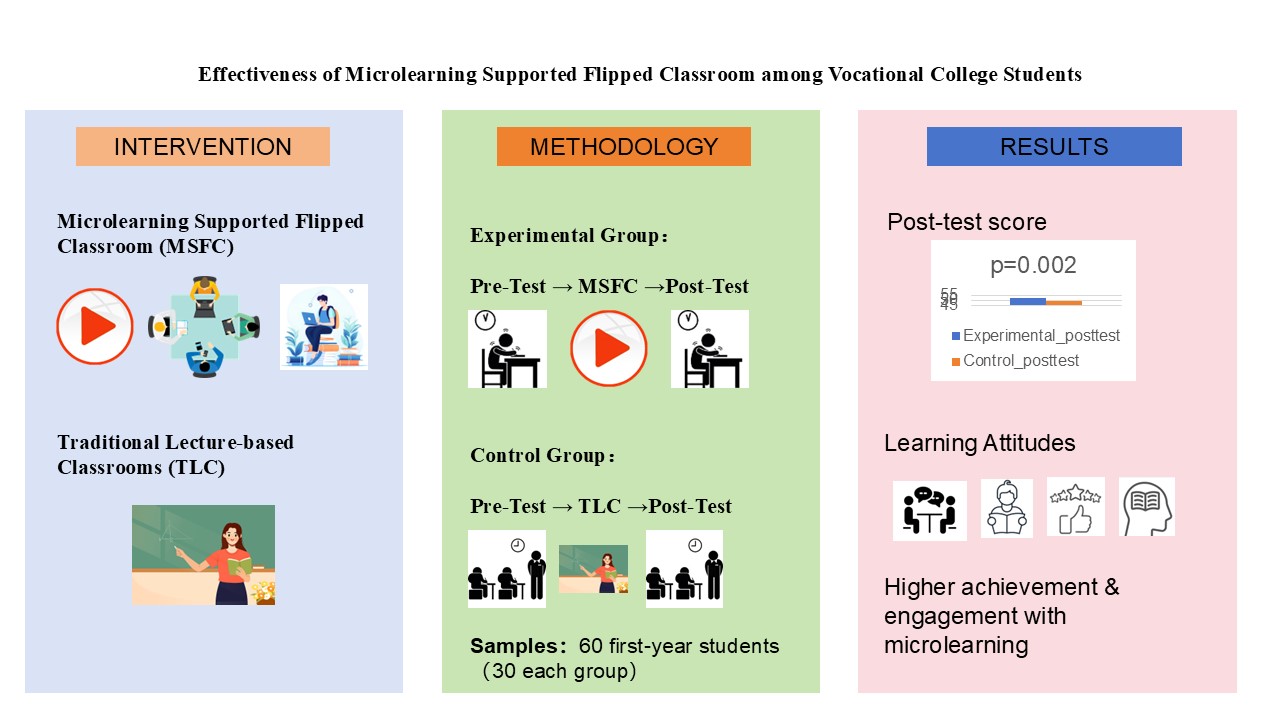 Effectiveness of Microlearning Supported Flipped Classroom among Vocational College Students
INTERVENTION
Microlearning Supported Flipped
Classroom (MSFC)
Traditional Lecture-based
Classrooms (TLC)
METHODOLOGY
Experimental Group：
Pre-Test → MSFC →Post-Test
Control Group：
Pre-Test → TLC →Post-Test
Samples：60 first-year students
（30 each group）
RESULTS
Post-test score
p=0.002
55
50
45
Experimental_posttest
Control_posttest
Learning Attitudes
Higher achievement &
engagement with
microlearning